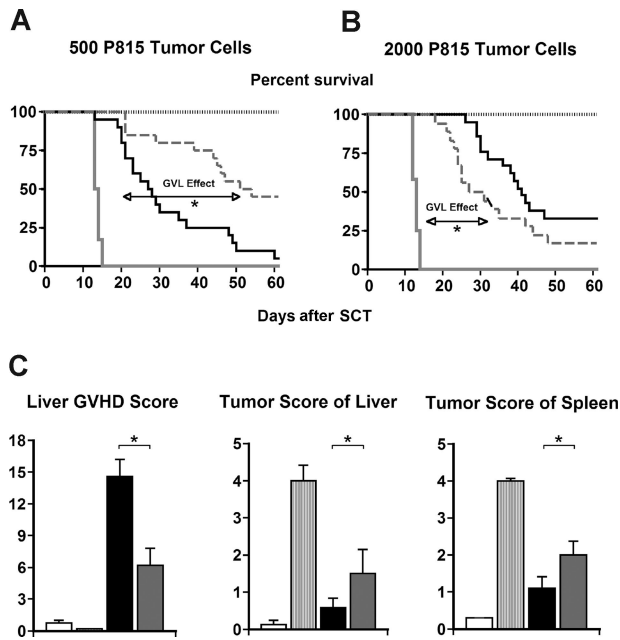 A
B
500 P815 Tumor Cells
2000 P815 Tumor Cells
Percent survival
100
75
50
25
0
GVL Effect
*
0 10 20 30 40 50 60
100
75
50
25
0
GVL Effect
*
0 10 20 30 40 50 60
Days after SCT
C
Liver GVHD Score
Tumor Score of Liver
Tumor Score of Spleen
18
15
12
9
6
3
0
*
5
4
3
2
1
0
*
5
4
3
2
1
0
*